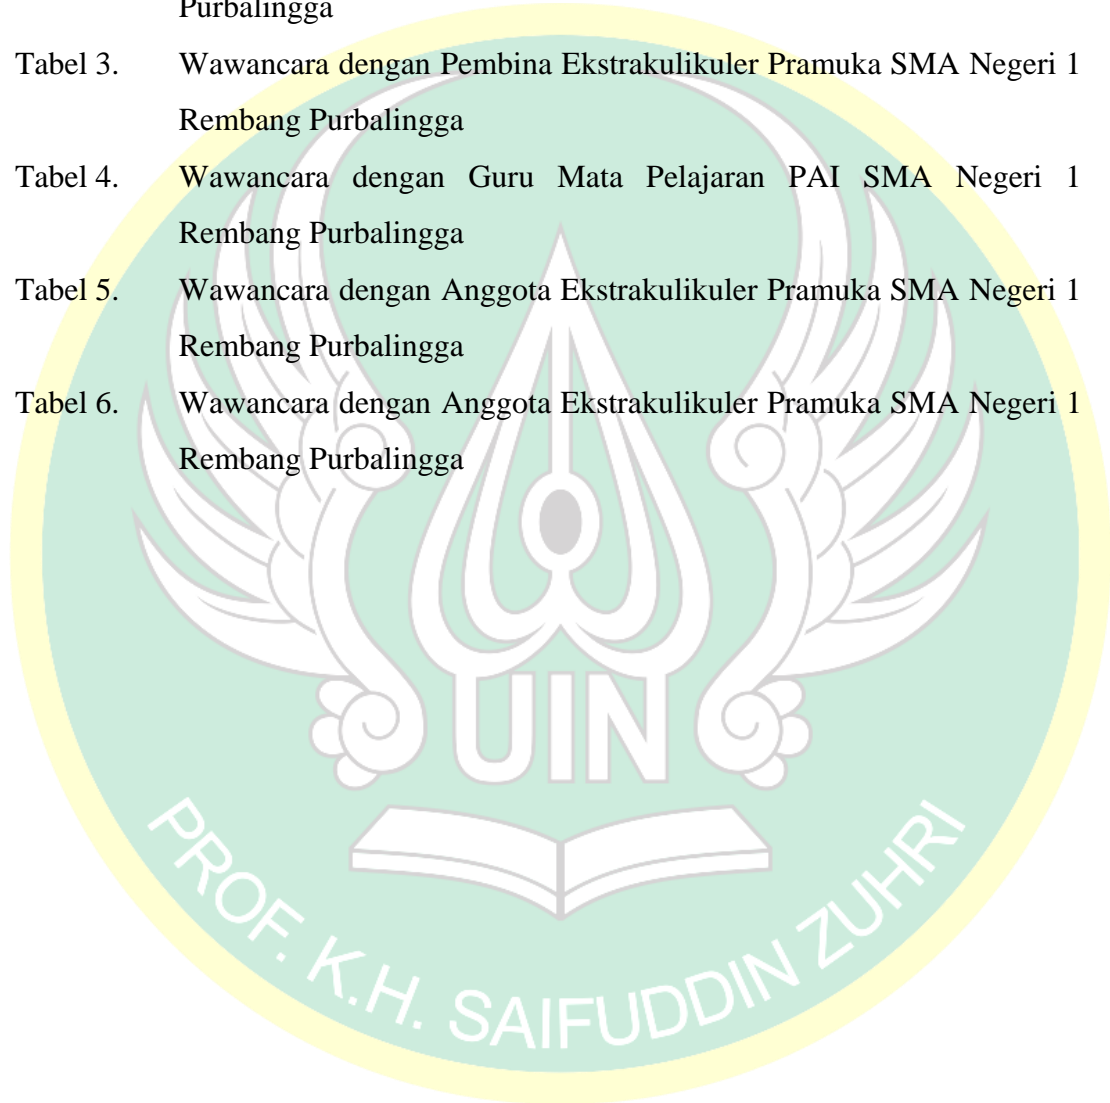 Purbalingga
Tabel 3. Wawancara dengan Pembina Ekstrakulikuler Pramuka SMA Negeri 1
Rembang Purbalingga
Tabel 4. Wawancara dengan Guru Mata Pelajaran PAI SMA Negeri 1
Rembang Purbalingga
Tabel 5. Wawancara dengan Anggota Ekstrakulikuler Pramuka SMA Negeri 1
Rembang Purbalingga
Tabel 6. Wawancara dengan Anggota Ekstrakulikuler Pramuka SMA Negeri 1
Rembang Purbalingga
UIN
PROF. K.H. SAIFUDDIN ZUHRI